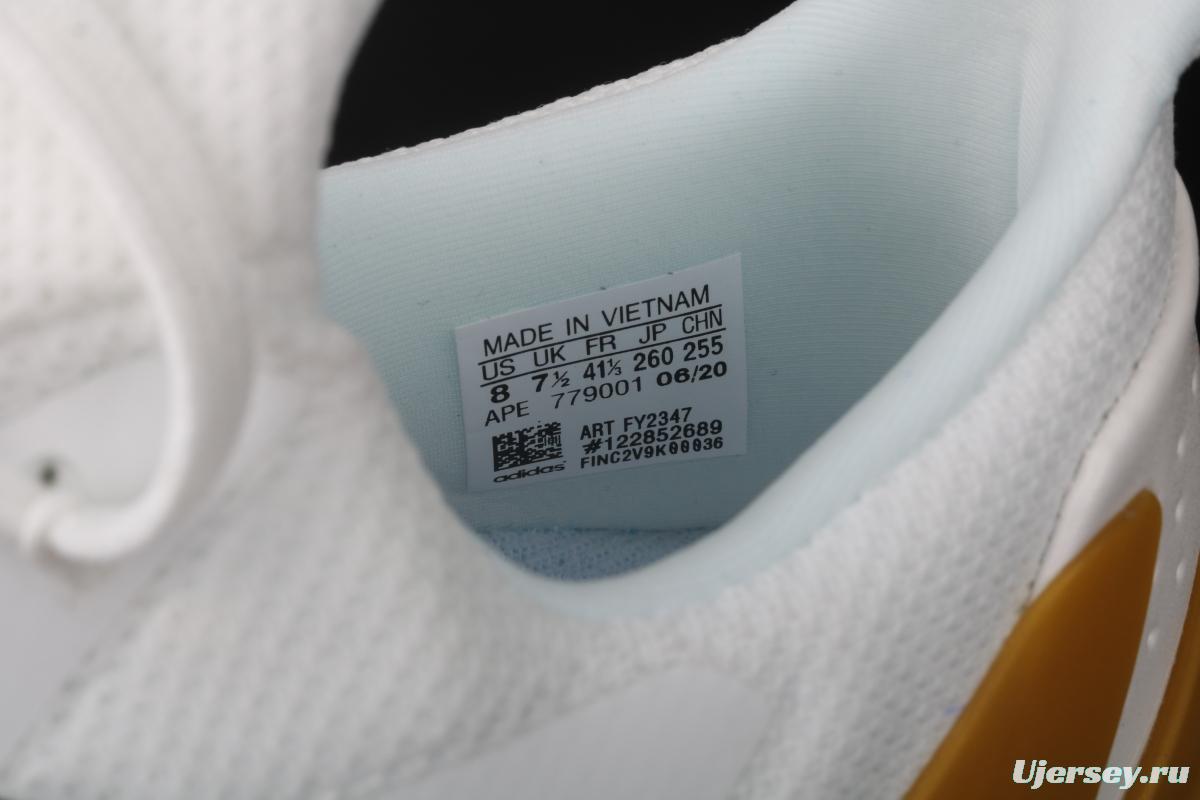 MADE IN VIETNAM
US UK FR JP CHN
8 7½ 41⅓ 260 255
APE 779001 06/20
ART FY2347
#122852689
FINC2V9K00036
adidas
Ujersey.ru